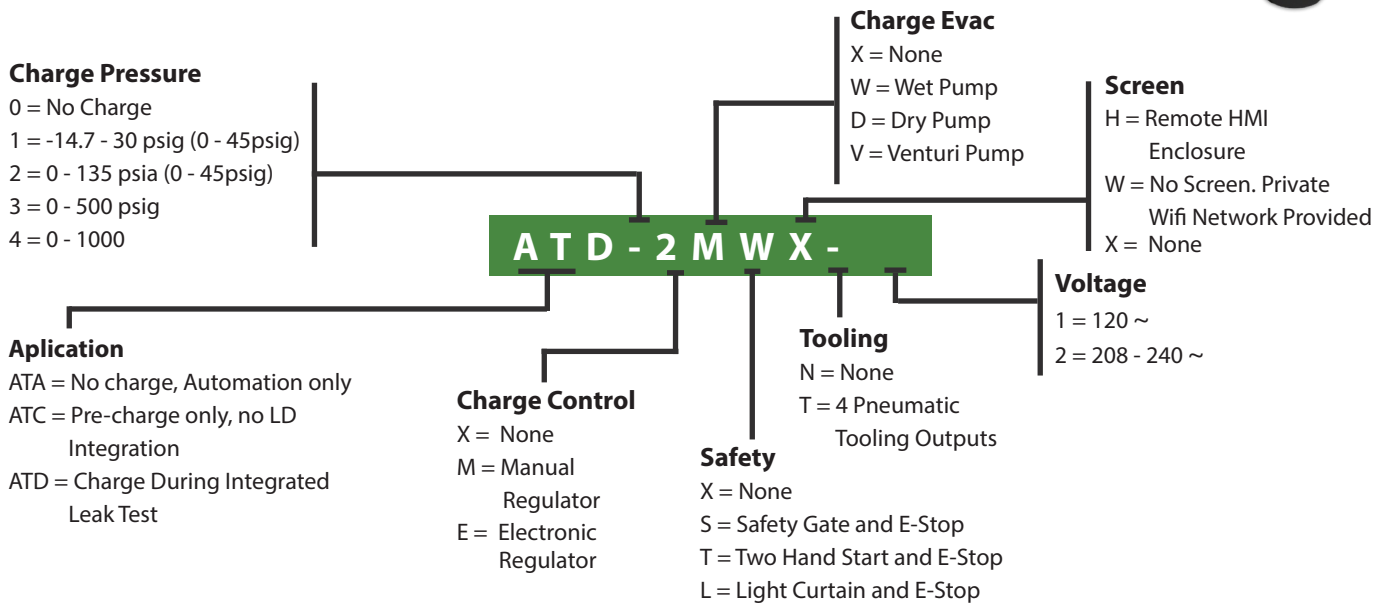 Charge Pressure
0 = No Charge
1 = -14.7 - 30 psig (0 - 45psig)
2 = 0 - 135 psia (0 - 45psig)
3 = 0 - 500 psig
4 = 0 - 1000
Charge Evac
X = None
W = Wet Pump
D = Dry Pump
V = Venturi Pump
Screen
H = Remote HMI
Enclosure
W = No Screen. Private
Wifi Network Provided
X = None
ATD-2MWX-
Aplication
ATA = No charge, Automation only
ATC = Pre-charge only, no LD
Integration
ATD = Charge During Integrated
Leak Test
Charge Control
X = None
M = Manual
Regulator
E = Electronic
Regulator
Safety
X = None
S = Safety Gate and E-Stop
T = Two Hand Start and E-Stop
L = Light Curtain and E-Stop
Tooling
N = None
T = 4 Pneumatic
Tooling Outputs
Voltage
1 = 120 ~
2 = 208 - 240 ~